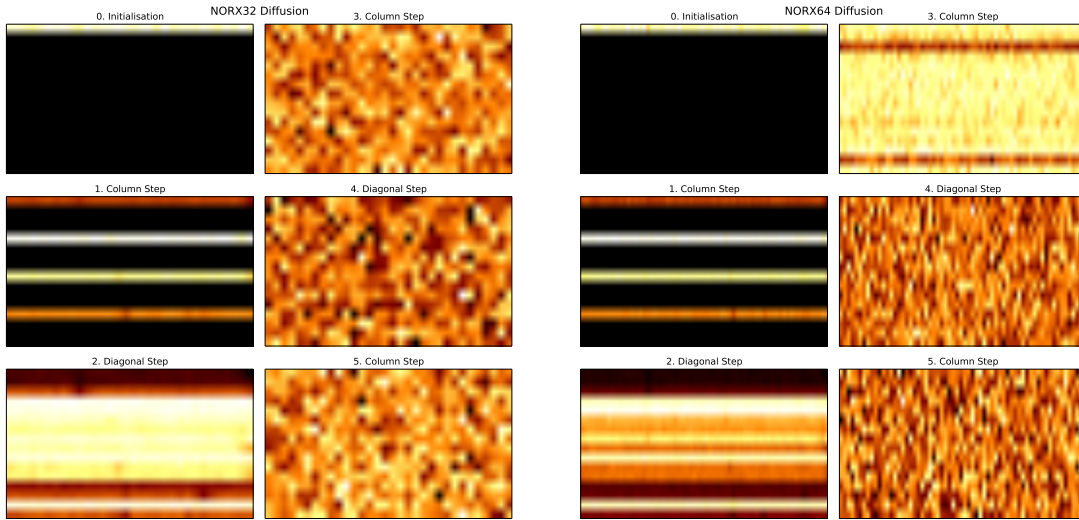 NORX32 Diffusion
0. Initialisation
3. Column Step
1. Column Step
4. Diagonal Step
2. Diagonal Step
5. Column Step
NORX64 Diffusion
0. Initialisation
3. Column Step
1. Column Step
4. Diagonal Step
2. Diagonal Step
5. Column Step